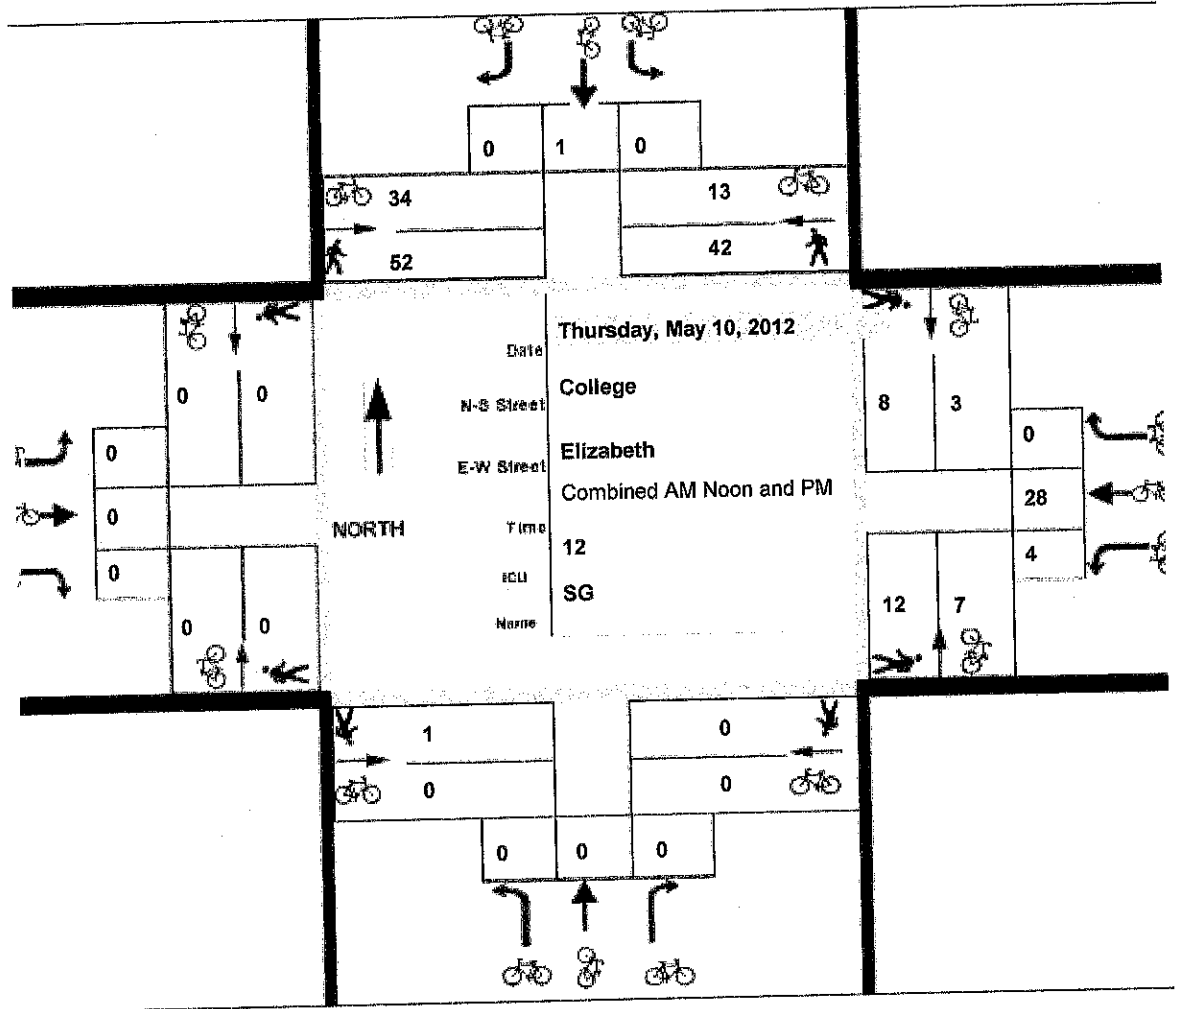 0 1 0
34 13
52 42
Date Thursday, May 10, 2012
N-S Street College
E-W Street Elizabeth
Combined AM Noon and PM
Time
12
ICU
SG
Name
NORTH
0 0
0
0
0
0 0
8 3
0
28
4
12 7
1 0
0 0
0 0 0